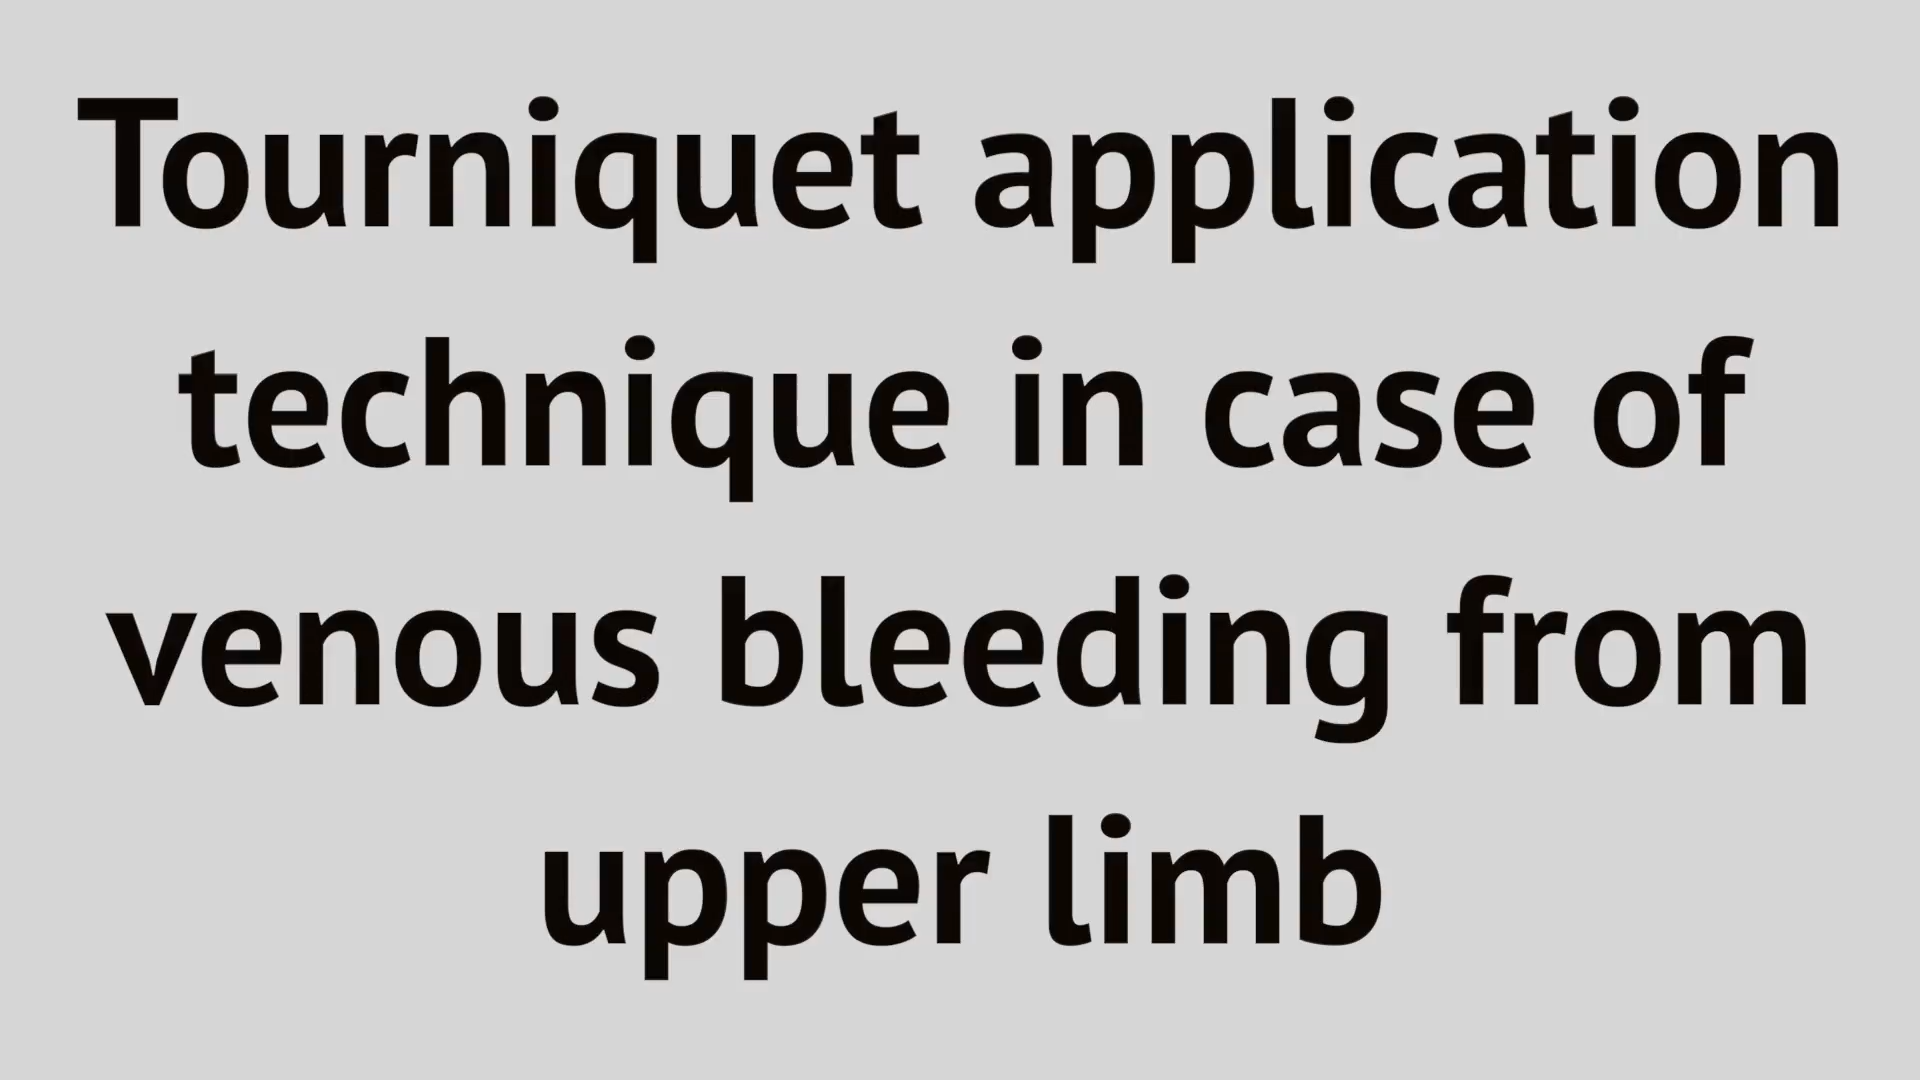 Tourniquet application
technique in case of
venous bleeding from
upper limb